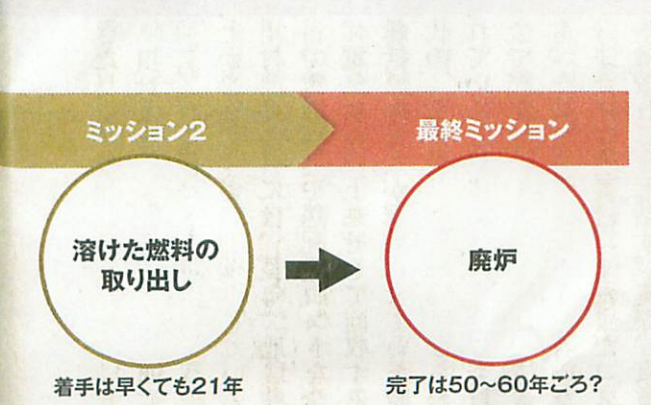 ミッション2
最終ミッション
溶けた燃料の
取り出し
廃炉
着手は早くても21年
完了は50～60年ごろ?